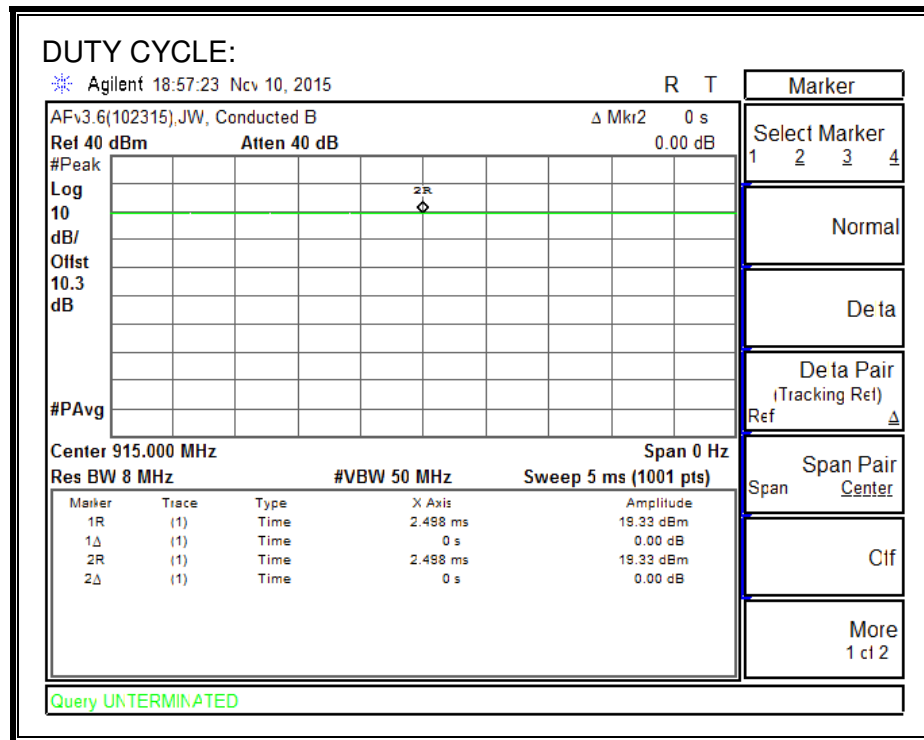 DUTY CYCLE:
Agilent 18:57:23 Nov 10, 2015 R T
AFv3.6(102315),JW, Conducted B Δ Mkr2 0 s
Ref 40 dBm Atten 40 dB 0.00 dB
#Peak
Log
10
dB/
Offst
10.3
dB
2R
#PAvg
Center 915.000 MHz Span 0 Hz
Res BW 8 MHz #VBW 50 MHz Sweep 5 ms (1001 pts)
Marker Trace Type X Axis Amplitude
1R (1) Time 2.498 ms 19.33 dBm
1Δ (1) Time 0 s 0.00 dB
2R (1) Time 2.498 ms 19.33 dBm
2Δ (1) Time 0 s 0.00 dB
Query UNTERMINATED
Marker
Select Marker
1 2 3 4
Normal
Delta
Delta Pair
(Tracking Ref)
Ref Δ
Span Pair
Span Center
Off
More
1 of 2